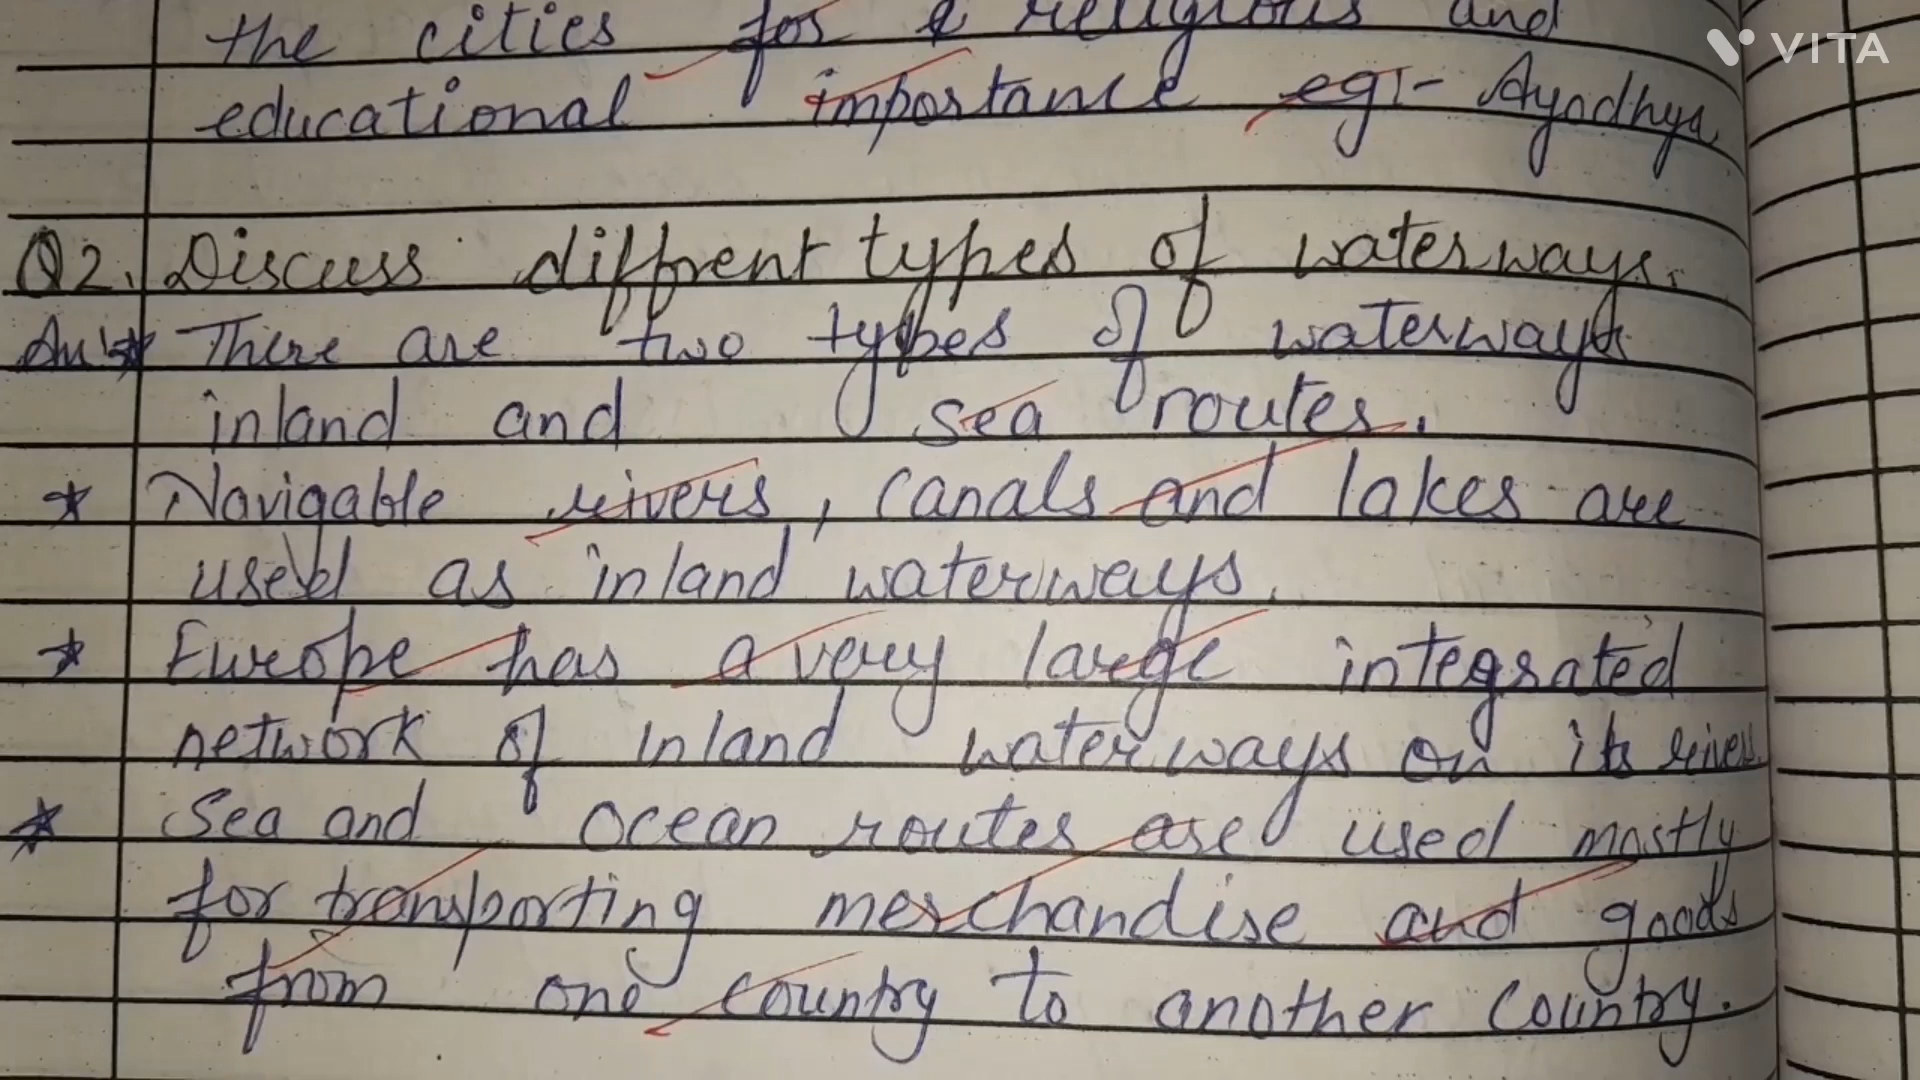 the cities for religious and
VITA
educational importance eg:- Ayodhya
Q2. Discuss diffrent types of waterways.
Ans There are two types of waterways
inland and sea routes.
★ Navigable rivers, canals and lakes are
used as inland waterways.
★ Europe has a very large integrated
network of inland waterways on its rivers.
★ Sea and ocean routes are used mostly
for transporting merchandise and goods
from one country to another country.